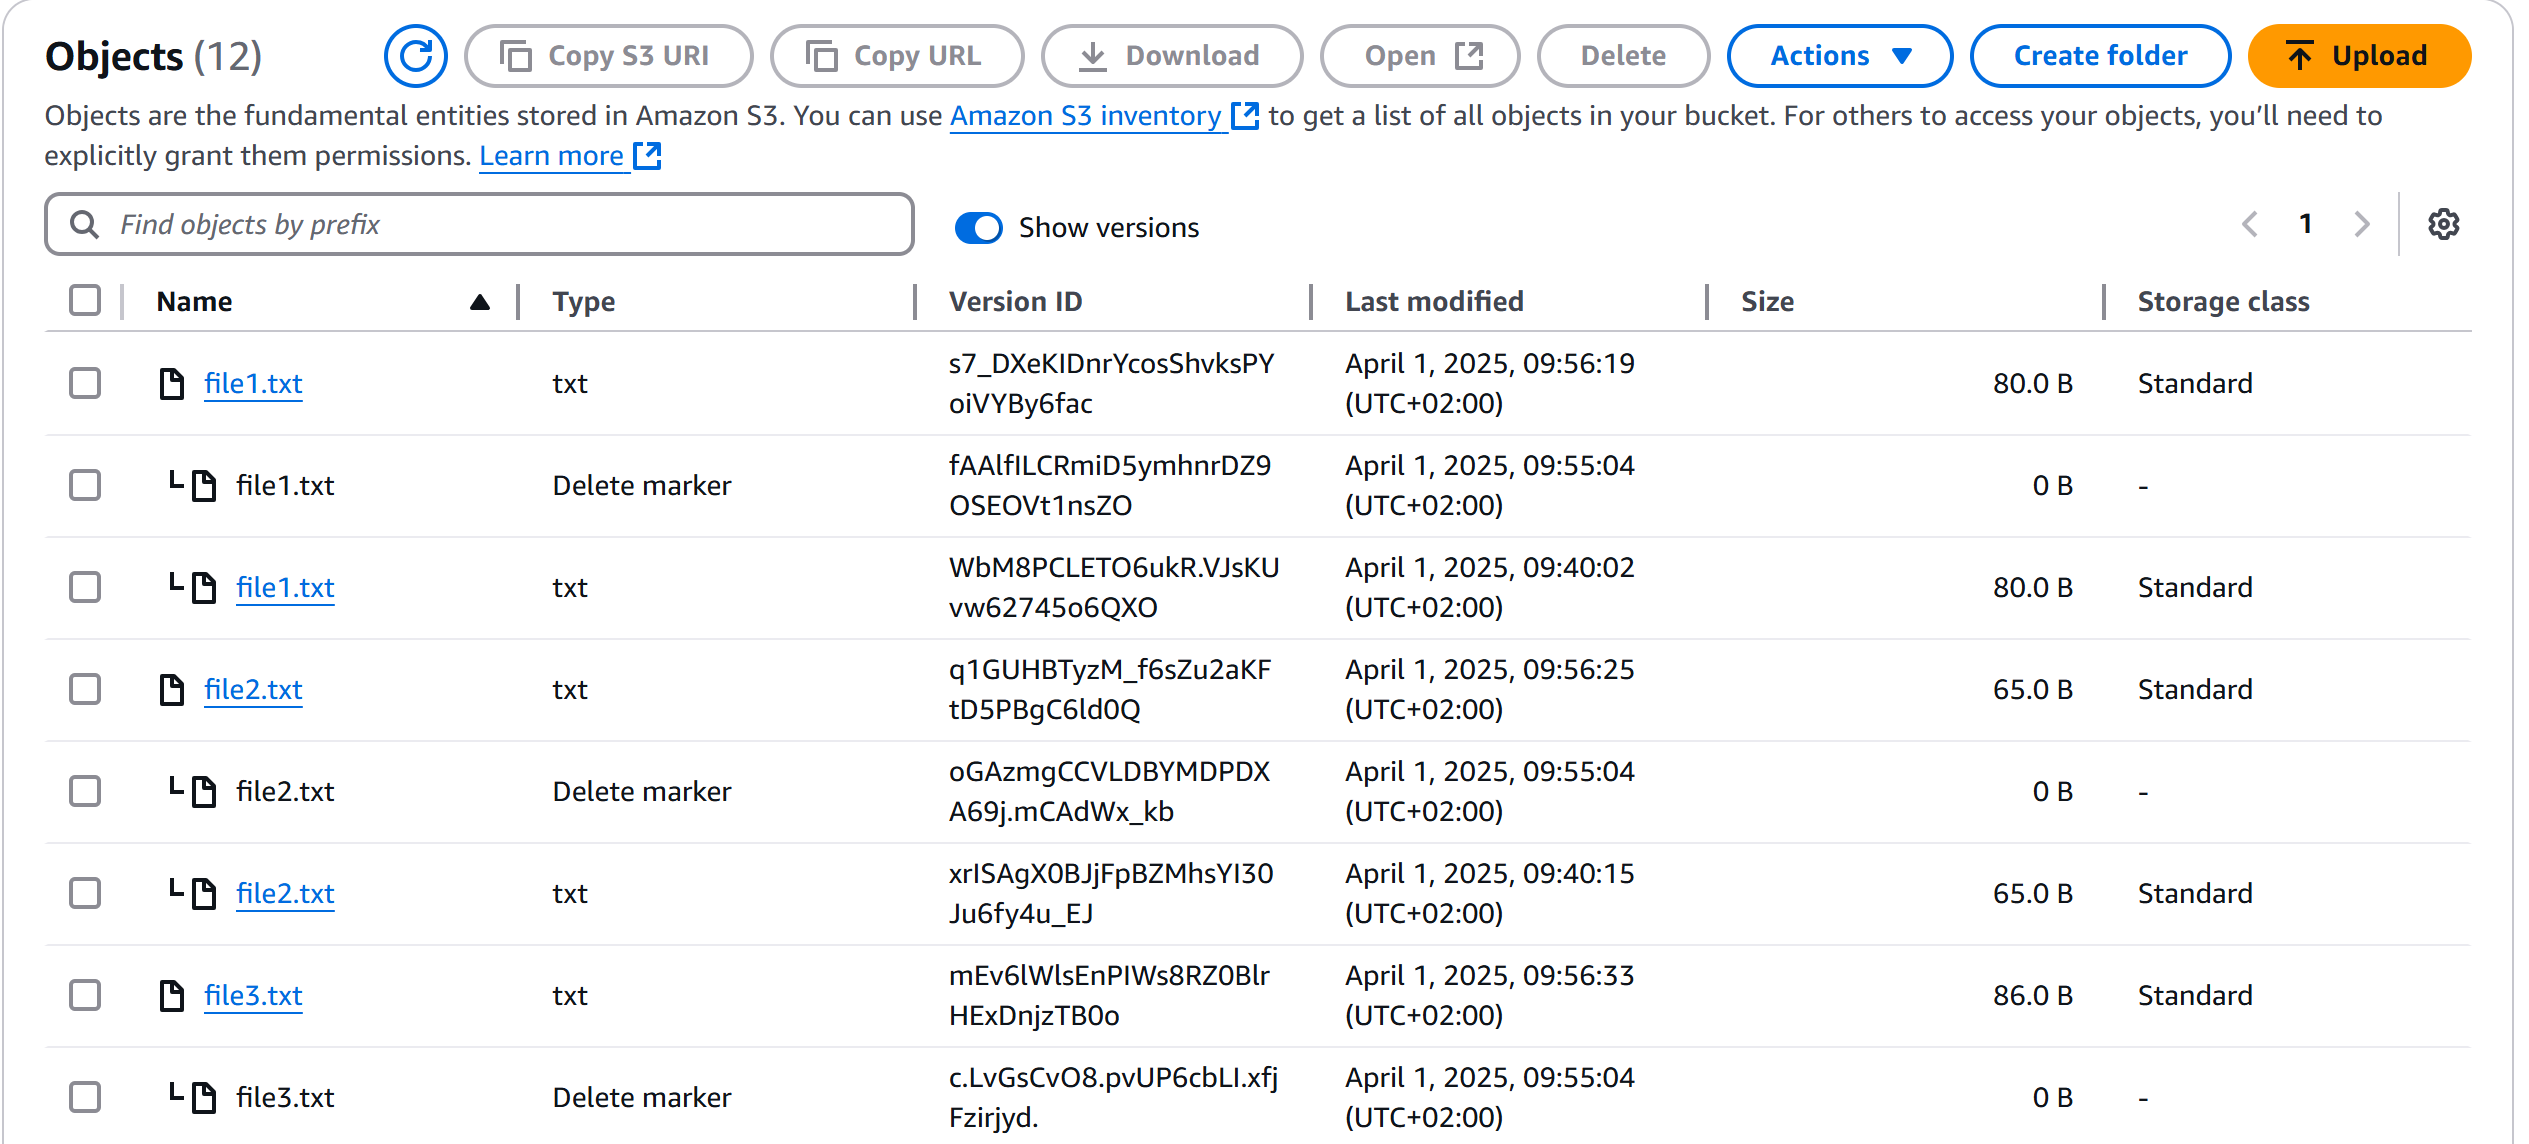 Objects (12)
Copy S3 URI
Copy URL
Download
Open
Delete
Actions
Create folder
Upload
Objects are the fundamental entities stored in Amazon S3. You can use Amazon S3 inventory to get a list of all objects in your bucket. For others to access your objects, you’ll need to
explicitly grant them permissions. Learn more
Find objects by prefix
Show versions
1
Name Type Version ID Last modified Size Storage class
file1.txt txt s7_DXeKIDnrYcosShvksPY April 1, 2025, 09:56:19 80.0 B Standard
oiVYBy6fac (UTC+02:00)
file1.txt Delete marker fAAlfILCRmiD5ymhnrDZ9 April 1, 2025, 09:55:04 0 B -
OSEOVt1nsZO (UTC+02:00)
file1.txt txt WbM8PCLETO6ukR.VJsKU April 1, 2025, 09:40:02 80.0 B Standard
vw62745o6QXO (UTC+02:00)
file2.txt txt q1GUHBTyzM_f6sZu2aKF April 1, 2025, 09:56:25 65.0 B Standard
tD5PBgC6ld0Q (UTC+02:00)
file2.txt Delete marker oGAzmgCCVLDBYMDPDX April 1, 2025, 09:55:04 0 B -
A69j.mCAdWx_kb (UTC+02:00)
file2.txt txt xrISAgX0BJjFpBZMhsYI30 April 1, 2025, 09:40:15 65.0 B Standard
Ju6fy4u_EJ (UTC+02:00)
file3.txt txt mEv6lWlsEnPIWs8RZ0Blr April 1, 2025, 09:56:33 86.0 B Standard
HExDnjzTB0o (UTC+02:00)
file3.txt Delete marker c.LvGsCvO8.pvUP6cbLI.xfj April 1, 2025, 09:55:04 0 B -
Fzirjyd. (UTC+02:00)